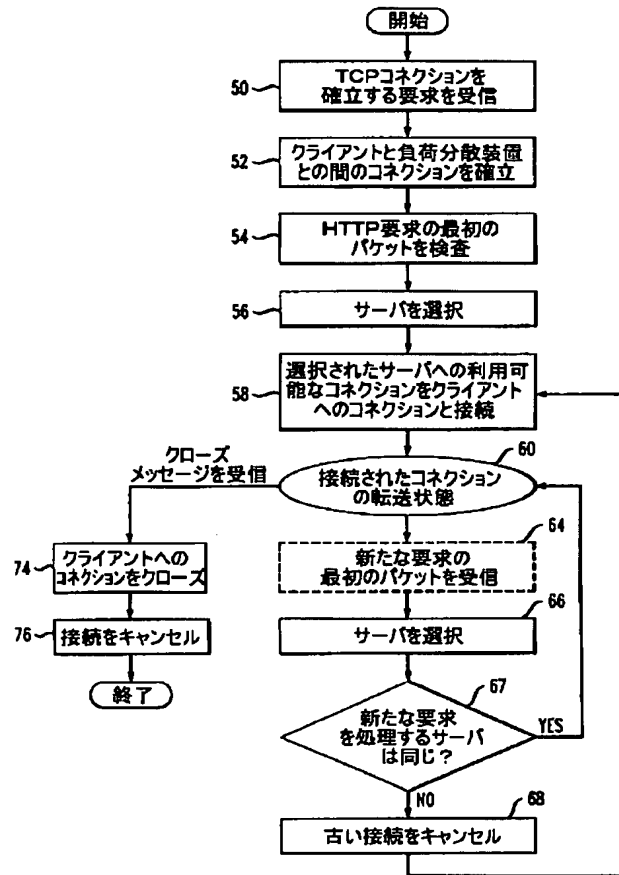 開始
50
TCPコネクションを
確立する要求を受信
52
クライアントと負荷分散装置
との間のコネクションを確立
54
HTTP要求の最初の
パケットを検査
56
サーバを選択
58
選択されたサーバへの利用可
能なコネクションをクライアント
へのコネクションと接続
クローズ
メッセージを受信
60
接続されたコネクション
の転送状態
74
クライアントへの
コネクションをクローズ
64
新たな要求の
最初のパケットを受信
76
接続をキャンセル
66
サーバを選択
終了
67
新たな要求
を処理するサーバ
は同じ?
YES
NO
68
古い接続をキャンセル